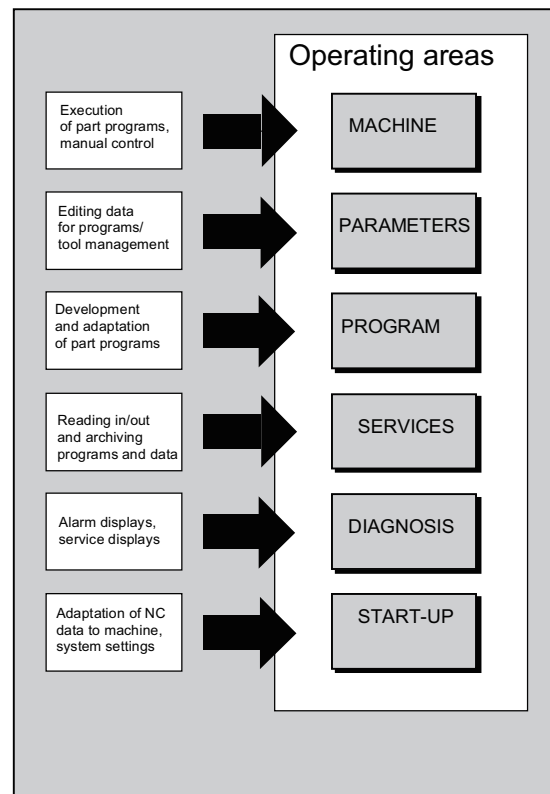 Operating areas
Execution
of part programs,
manual control
MACHINE
Editing data
for programs/
tool management
PARAMETERS
Development
and adaptation
of part programs
PROGRAM
Reading in/out
and archiving
programs and data
SERVICES
Alarm displays,
service displays
DIAGNOSIS
Adaptation of NC
data to machine,
system settings
START-UP